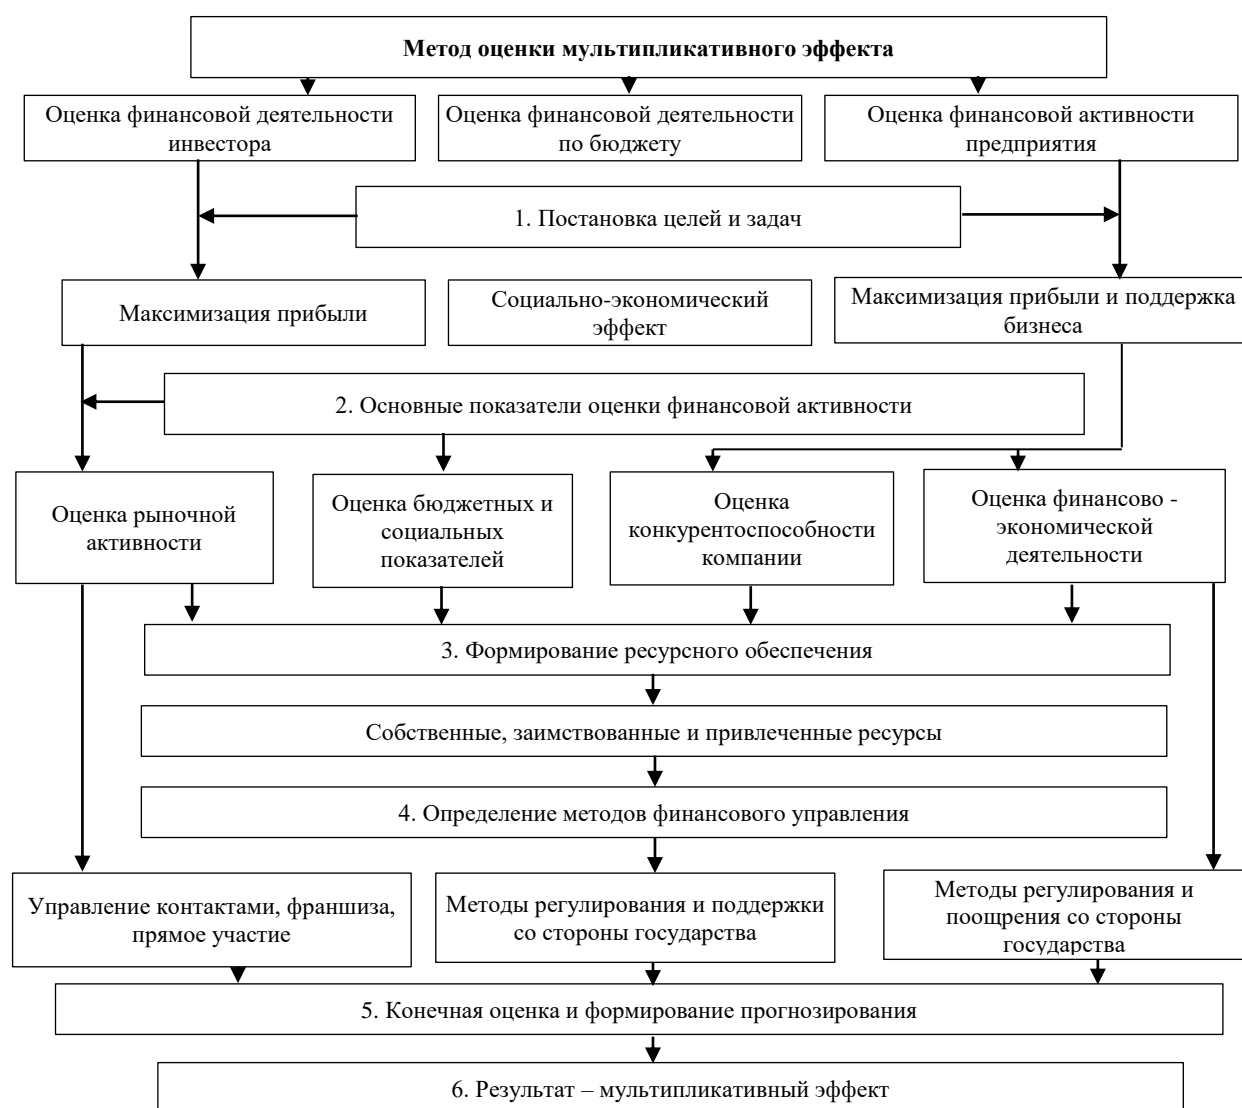 Метод оценки мультипликативного эффекта
Оценка финансовой деятельности
инвестора
Оценка финансовой деятельности
по бюджету
Оценка финансовой активности
предприятия
1. Постановка целей и задач
Максимизация прибыли
Социально-экономический
эффект
Максимизация прибыли и поддержка
бизнеса
2. Основные показатели оценки финансовой активности
Оценка рыночной
активности
Оценка бюджетных и
социальных
показателей
Оценка
конкурентоспособности
компании
Оценка финансово -
экономической
деятельности
3. Формирование ресурсного обеспечения
Собственные, заимствованные и привлеченные ресурсы
4. Определение методов финансового управления
Управление контактами, франшиза,
прямое участие
Методы регулирования и поддержки
со стороны государства
Методы регулирования и
поощрения со стороны
государства
5. Конечная оценка и формирование прогнозирования
6. Результат – мультипликативный эффект